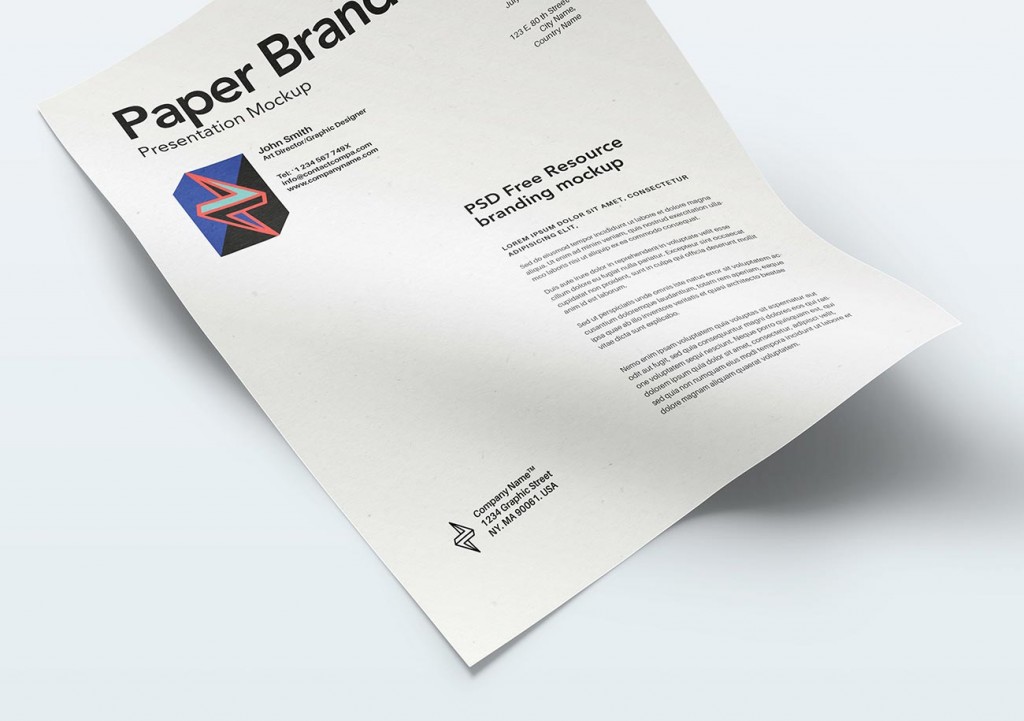 Paper Brand
Presentation Mockup
John Smith
Art Director/Graphic Designer
Tel: +1 234 567 749X
info@contactcompa.com
www.companyname.com
123 E, 80 th Street
City Name,
Country Name
PSD Free Resource
branding mockup
LOREM IPSUM DOLOR SIT AMET, CONSECTETUR
ADIPISICING ELIT,
Sed do eiusmod tempor incididunt ut labore et dolore magna
aliqua. Ut enim ad minim veniam, quis nostrud exercitation ulla-
mco laboris nisi ut aliquip ex ea commodo consequat.
Duis aute irure dolor in reprehenderit in voluptate velit esse
cillum dolore eu fugiat nulla pariatur. Excepteur sint occaecat
cupidatat non proident, sunt in culpa qui officia deserunt mollit
anim id est laborum.
Sed ut perspiciatis unde omnis iste natus error sit voluptatem ac-
cusantium doloremque laudantium, totam rem aperiam, eaque
ipsa quae ab illo inventore veritatis et quasi architecto beatae
vitae dicta sunt explicabo.
Nemo enim ipsam voluptatem quia voluptas sit aspernatur aut
odit aut fugit, sed quia consequuntur magni dolores eos qui rati-
one voluptatem sequi nesciunt. Neque porro quisquam est, qui
dolorem ipsum quia dolor sit amet, consectetur, adipisci velit,
sed quia non numquam eius modi tempora incidunt ut labore et
dolore magnam aliquam quaerat voluptatem.
Company Name™
1234 Graphic Street
NY. MA 90061. USA